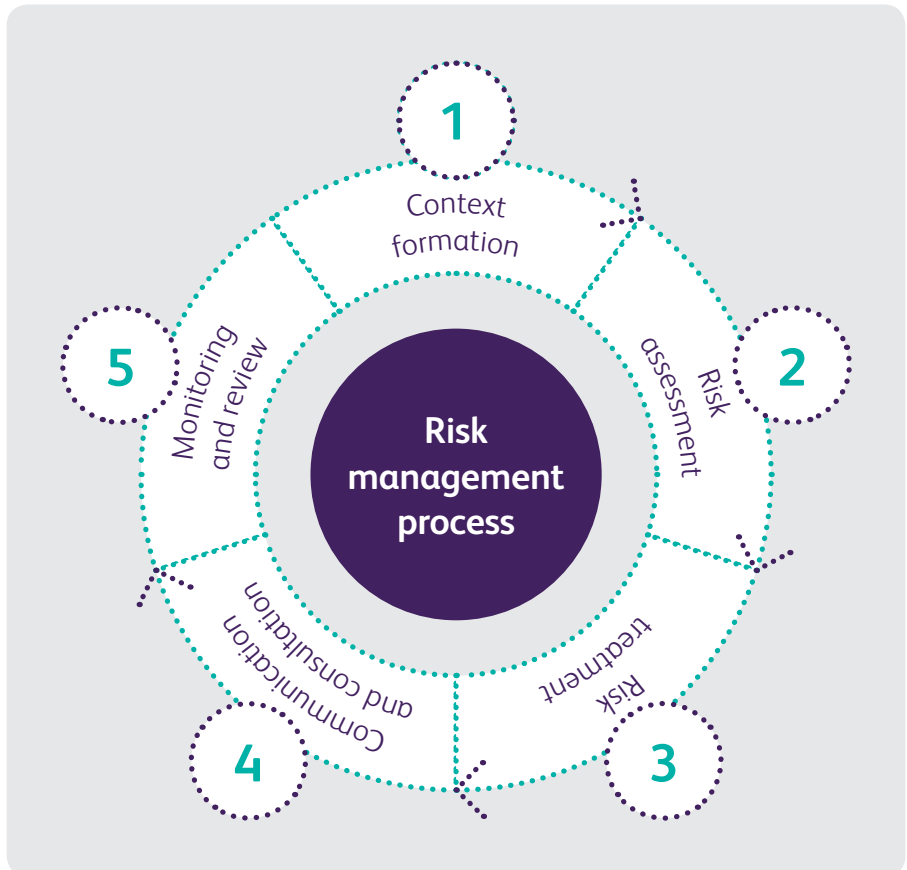 1
Context
formation
2
Risk
assessment
3
Risk
treatment
4
Communication
and consultation
5
Monitoring
and review
Risk
management
process